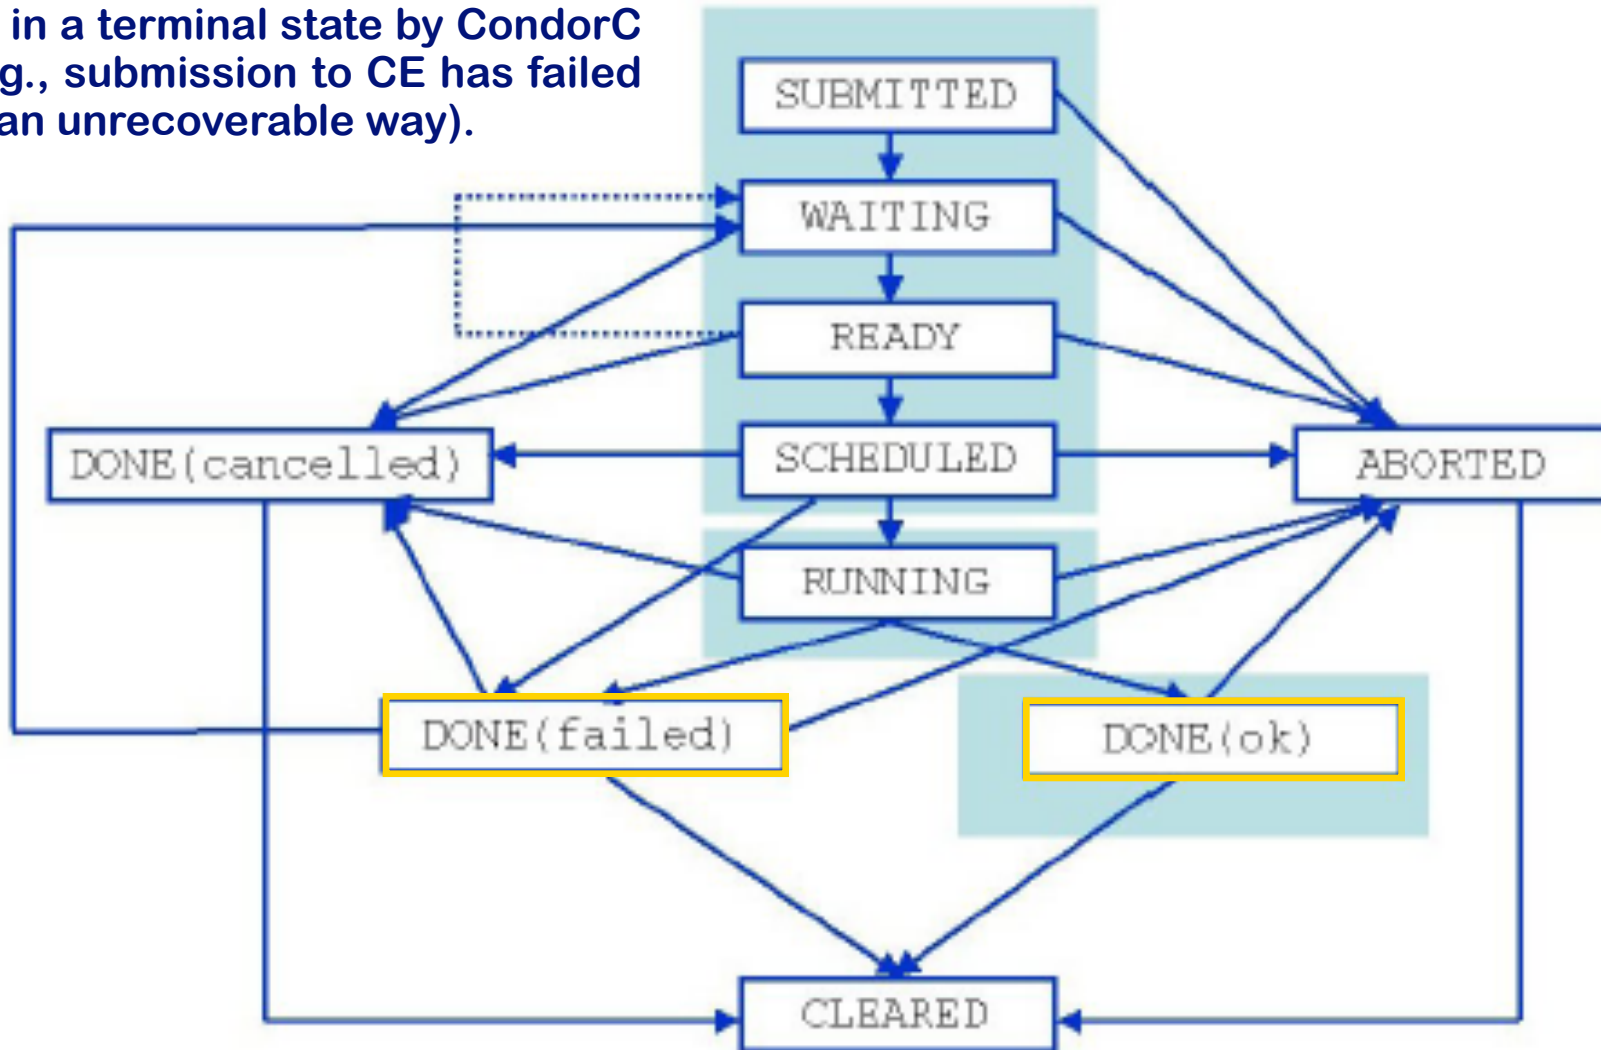 in a terminal state by CondorC
g., submission to CE has failed
an unrecoverable way).
SUBMITTED
WAITING
READY
SCHEDULED
DONE(cancelled)
ABORTED
RUNNING
DONE(failed)
DONE(ok)
CLEARED